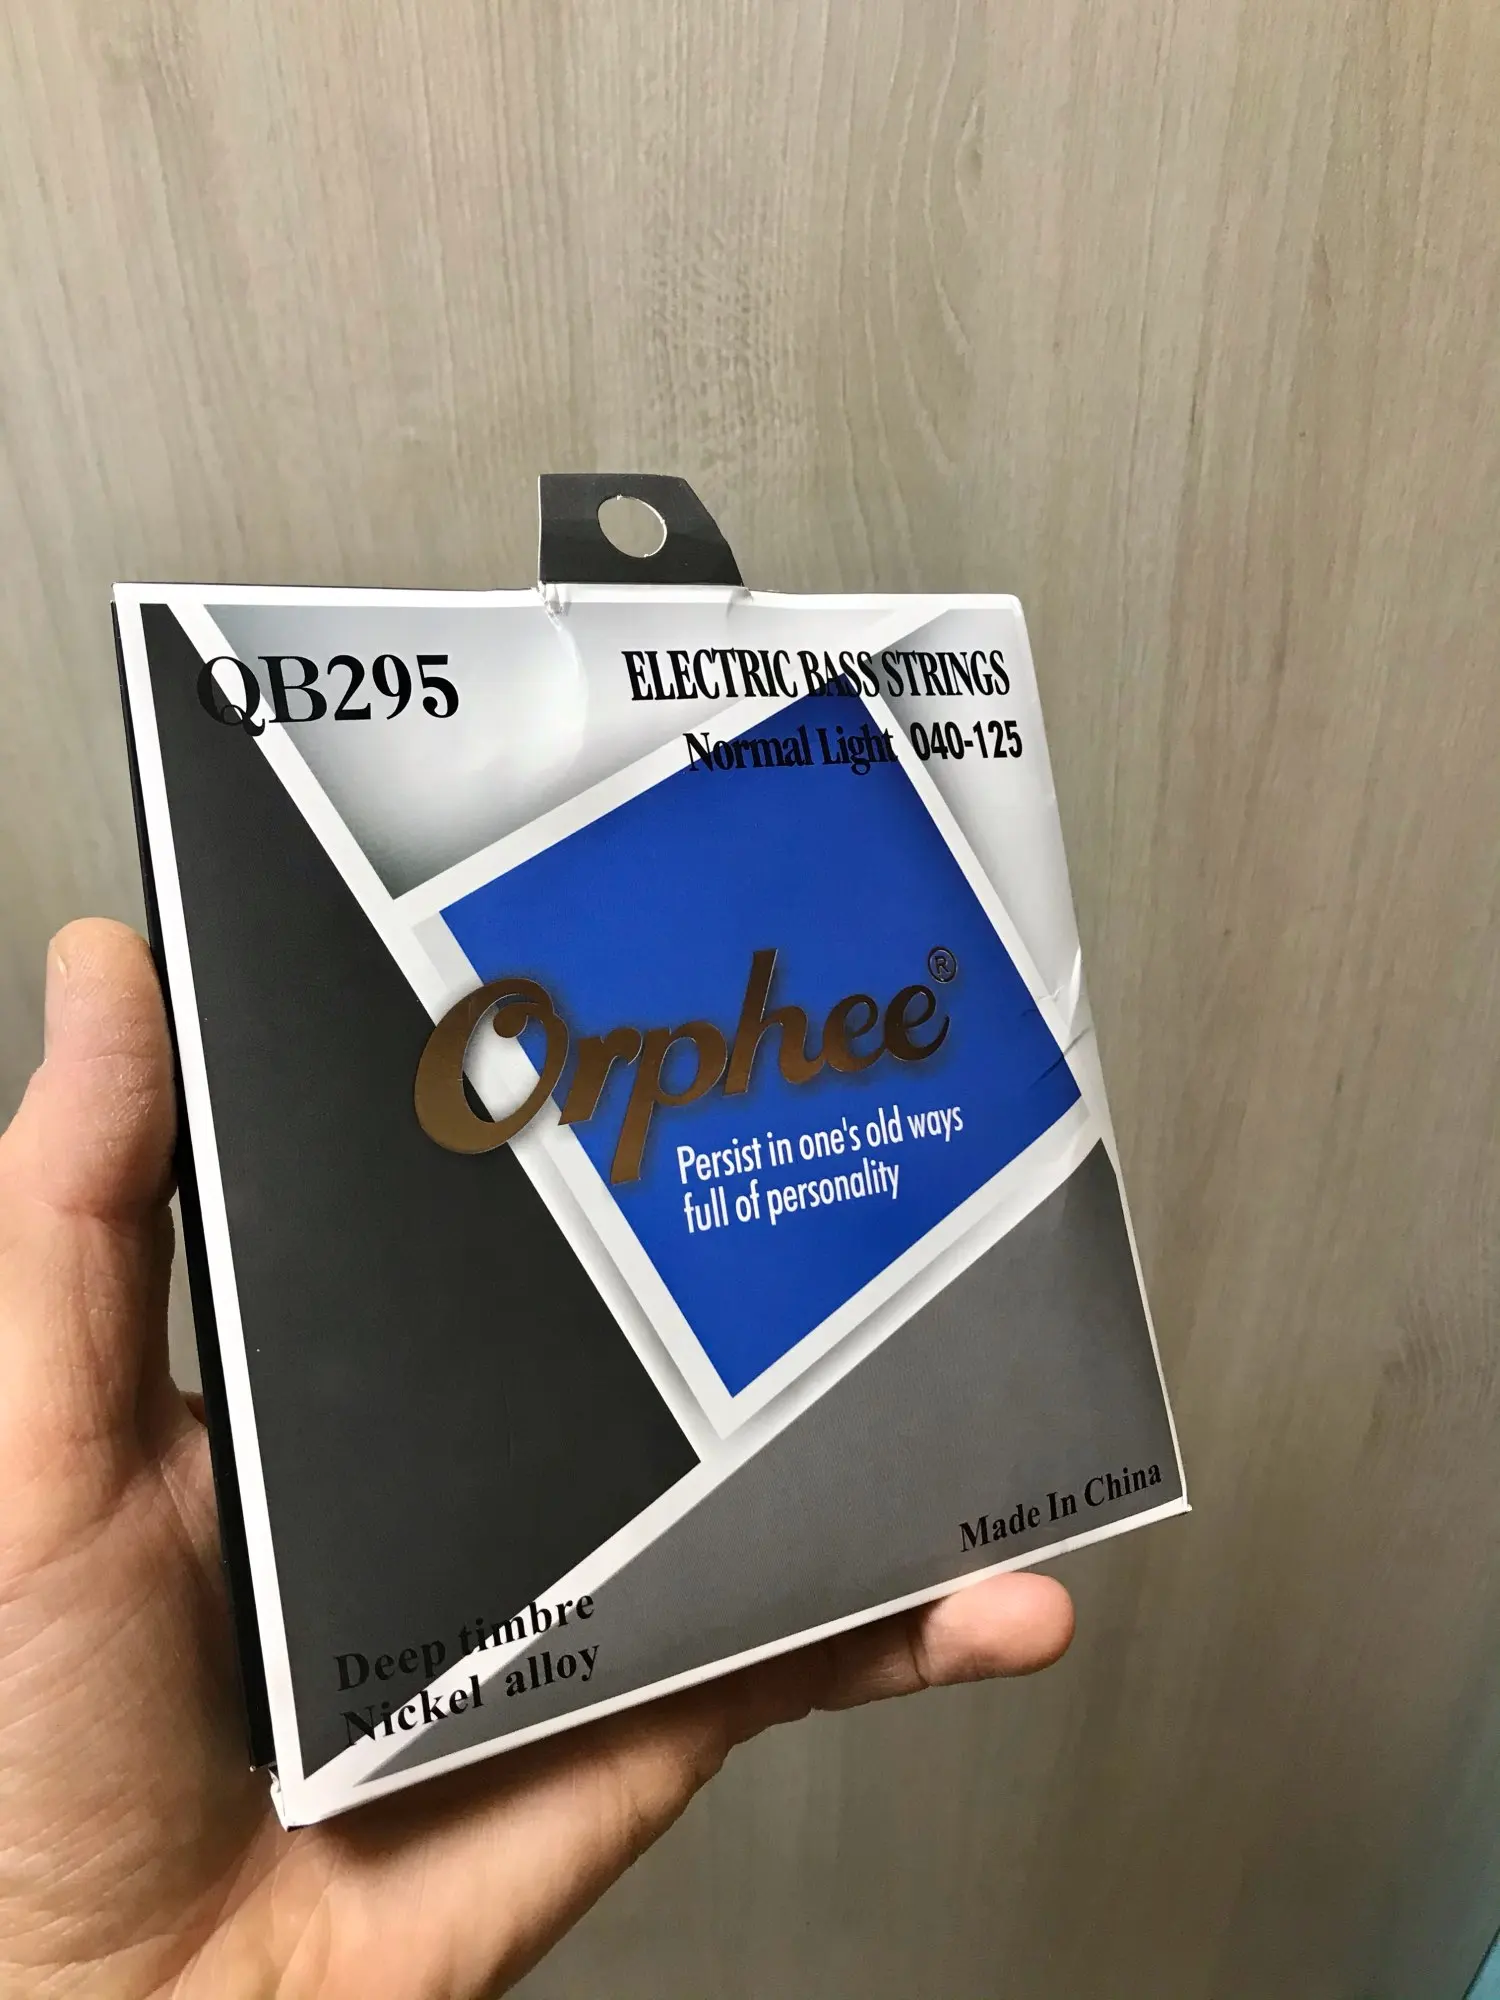 QB295
ELECTRIC BASS STRINGS
Normal Light 040-125
Orphee®
Persist in one's old ways
full of personality
Made In China
Deep timbre
Nickel alloy